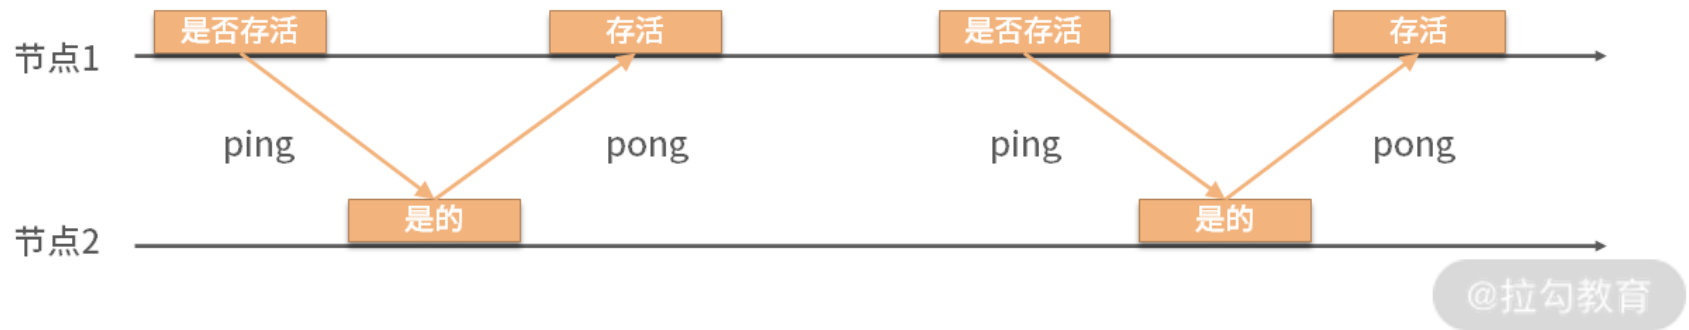 是否存活 存活 是否存活 存活
节点1
ping pong ping pong
是的 是的
节点2
@拉勾教育